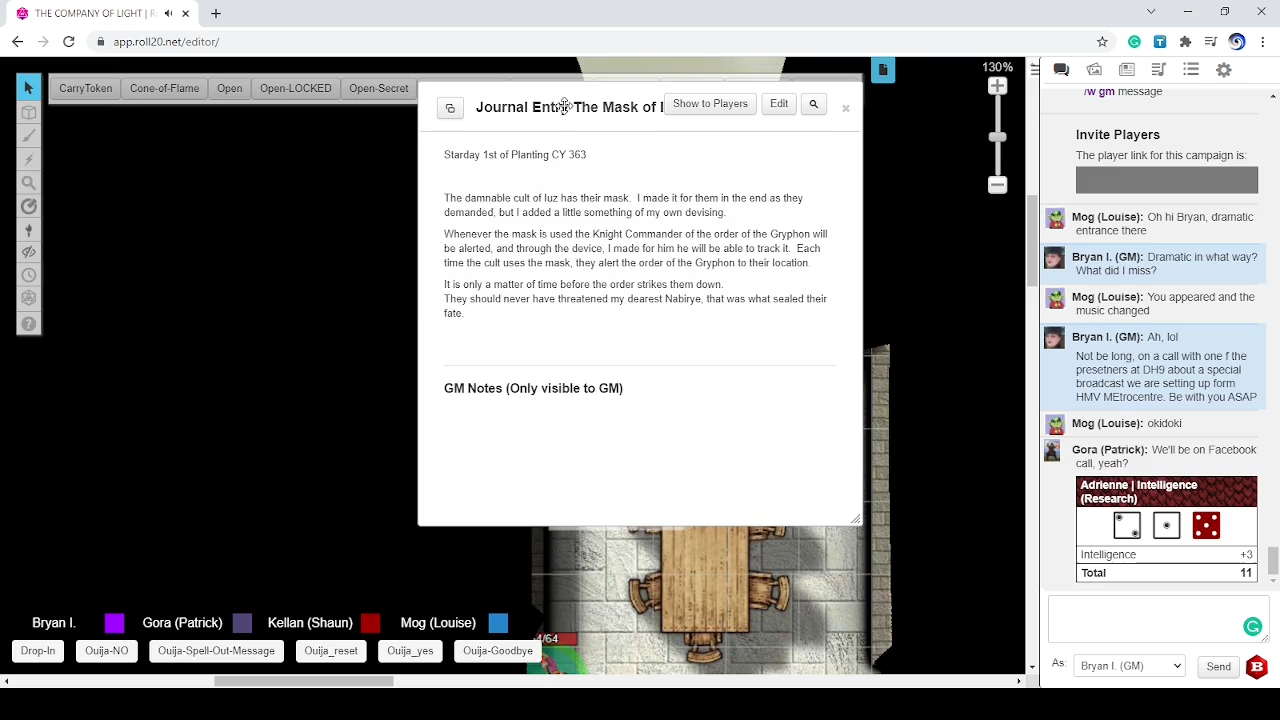 THE COMPANY OF LIGHT | R
app.roll20.net/editor/
CarryToken
Cone-of-Flame
Open
Open-LOCKED
Open-Secret
Journal Entry The Mask of
Show to Players
Edit
Starday 1st of Planting CY 363
The damnable cult of Iuz has their mask.  I made it for them in the end as they
demanded, but I added a little something of my own devising.
Whenever the mask is used the Knight Commander of the order of the Gryphon will
be alerted, and through the device, I made for him he will be able to track it.  Each
time the cult uses the mask, they alert the order of the Gryphon to their location.
It is only a matter of time before the order strikes them down.
They should never have threatened my dearest Nabirye, that was what sealed their
fate.
GM Notes (Only visible to GM)
130%
/w gm message
Invite Players
The player link for this campaign is:
Mog (Louise): Oh hi Bryan, dramatic
entrance there
Bryan I. (GM): Dramatic in what way?
What did I miss?
Mog (Louise): You appeared and the
music changed
Bryan I. (GM): Ah, lol
Not be long, on a call with one f the
presetners at DH9 about a special
broadcast we are setting up form
HMV MEtrocentre. Be with you ASAP
Mog (Louise): okidoki
Gora (Patrick): We'll be on Facebook
call, yeah?
Adrienne | Intelligence
(Research)
Intelligence +3
Total 11
As: Bryan I. (GM)
Send
Bryan I.
Gora (Patrick)
Kellan (Shaun)
Mog (Louise)
4/64
Drop-In
Ouija-NO
Ouija-Spell-Out-Message
Ouija_reset
Ouija_yes
Ouija-Goodbye